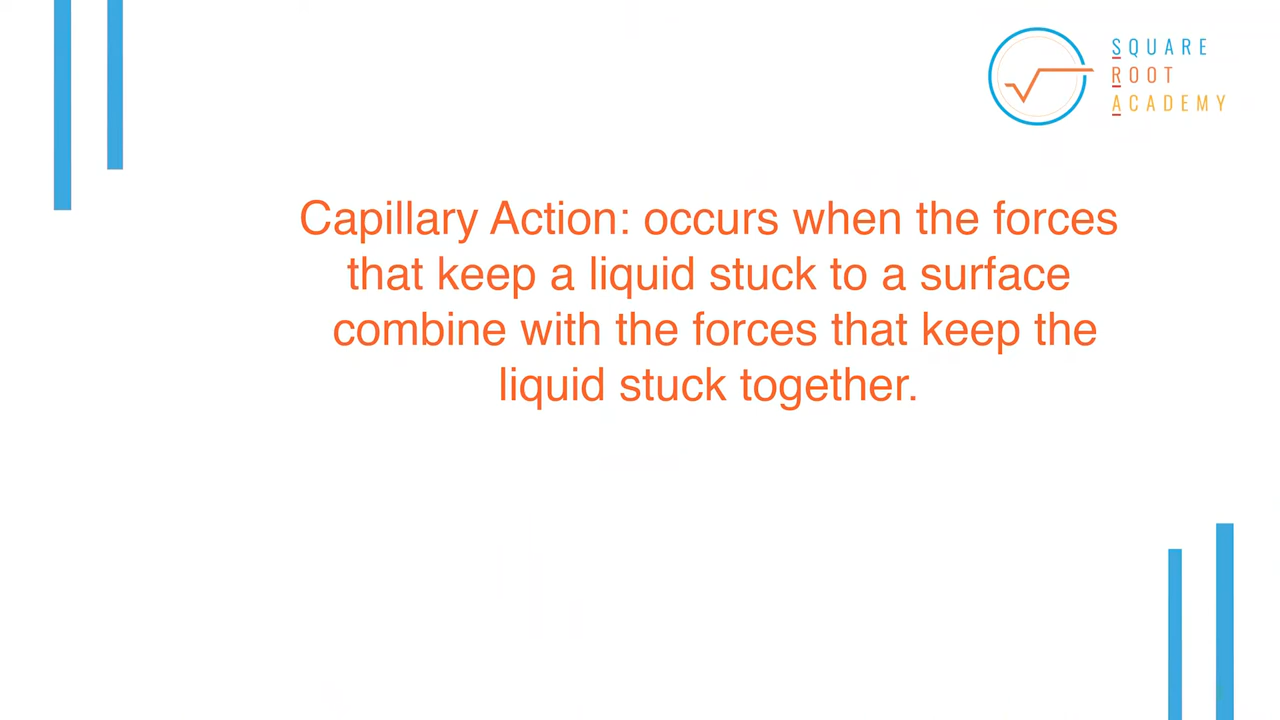 SQUARE
ROOT
ACADEMY
Capillary Action: occurs when the forces
that keep a liquid stuck to a surface
combine with the forces that keep the
liquid stuck together.